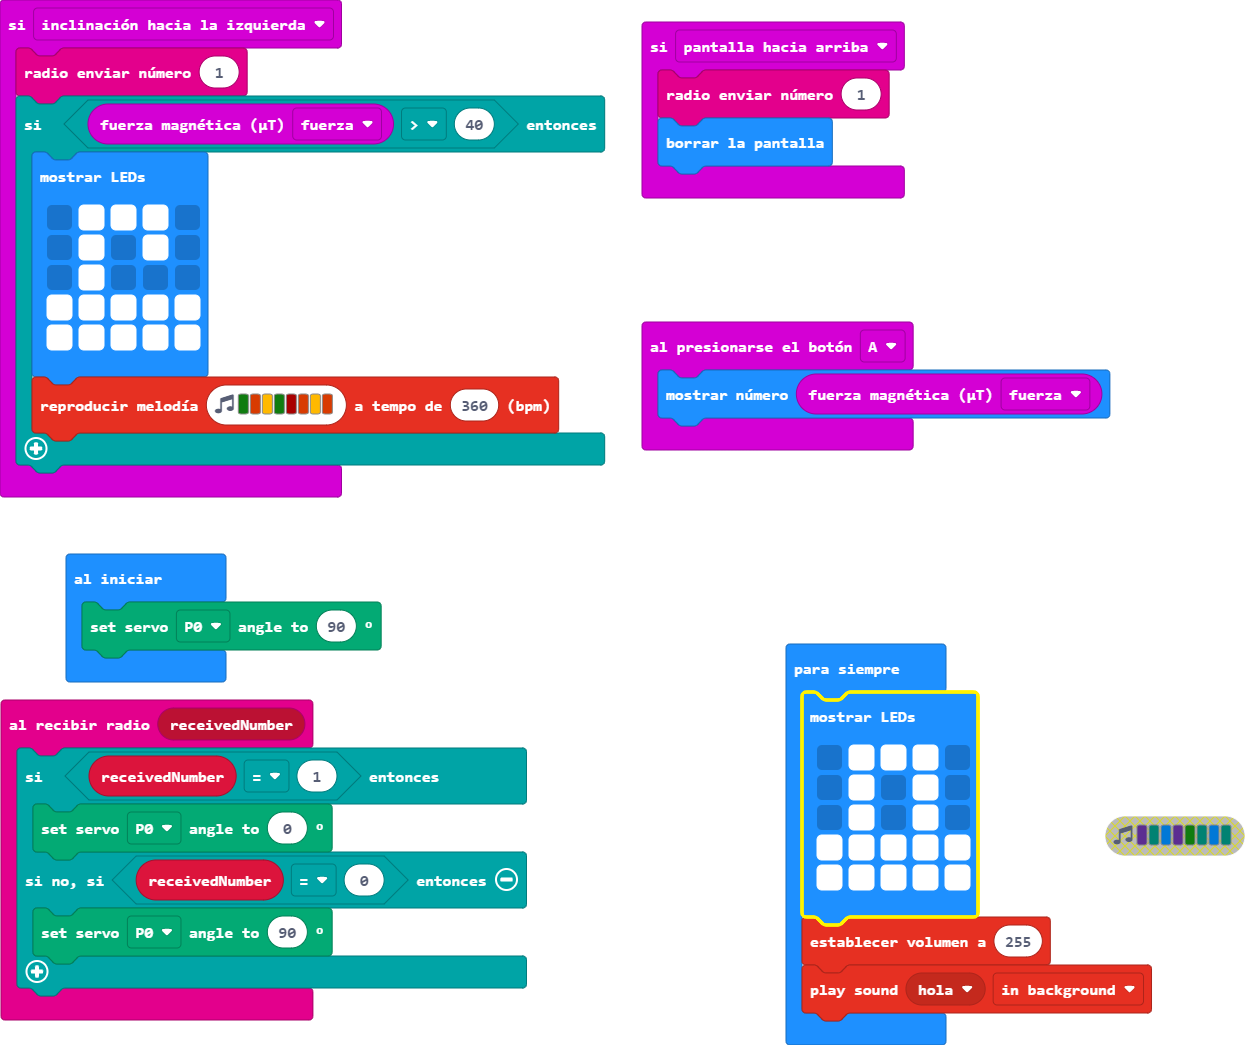 si inclinación hacia la izquierda
radio enviar número 1
si fuerza magnética (µT) fuerza > 40 entonces
mostrar LEDs
reproducir melodía a tempo de 360 (bpm)
si pantalla hacia arriba
radio enviar número 1
borrar la pantalla
al presionarse el botón A
mostrar número fuerza magnética (µT) fuerza
al iniciar
set servo P0 angle to 90 °
al recibir radio receivedNumber
si receivedNumber = 1 entonces
set servo P0 angle to 0 °
si no, si receivedNumber = 0 entonces
set servo P0 angle to 90 °
para siempre
mostrar LEDs
establecer volumen a 255
play sound hola in background